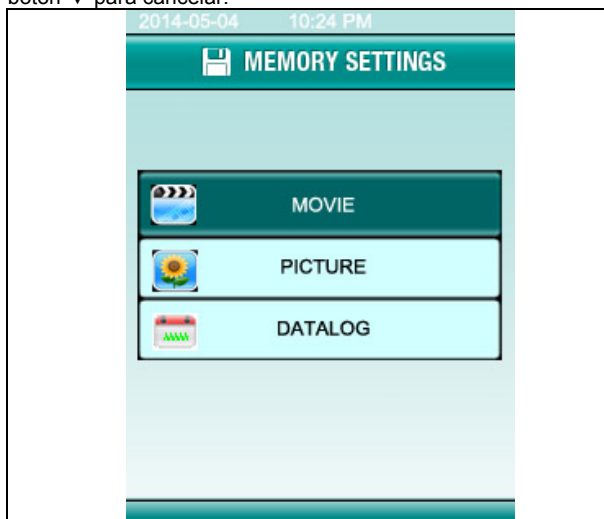 botón ▼ para cancelar.
2014-05-04 10:24 PM
MEMORY SETTINGS
MOVIE
PICTURE
DATALOG